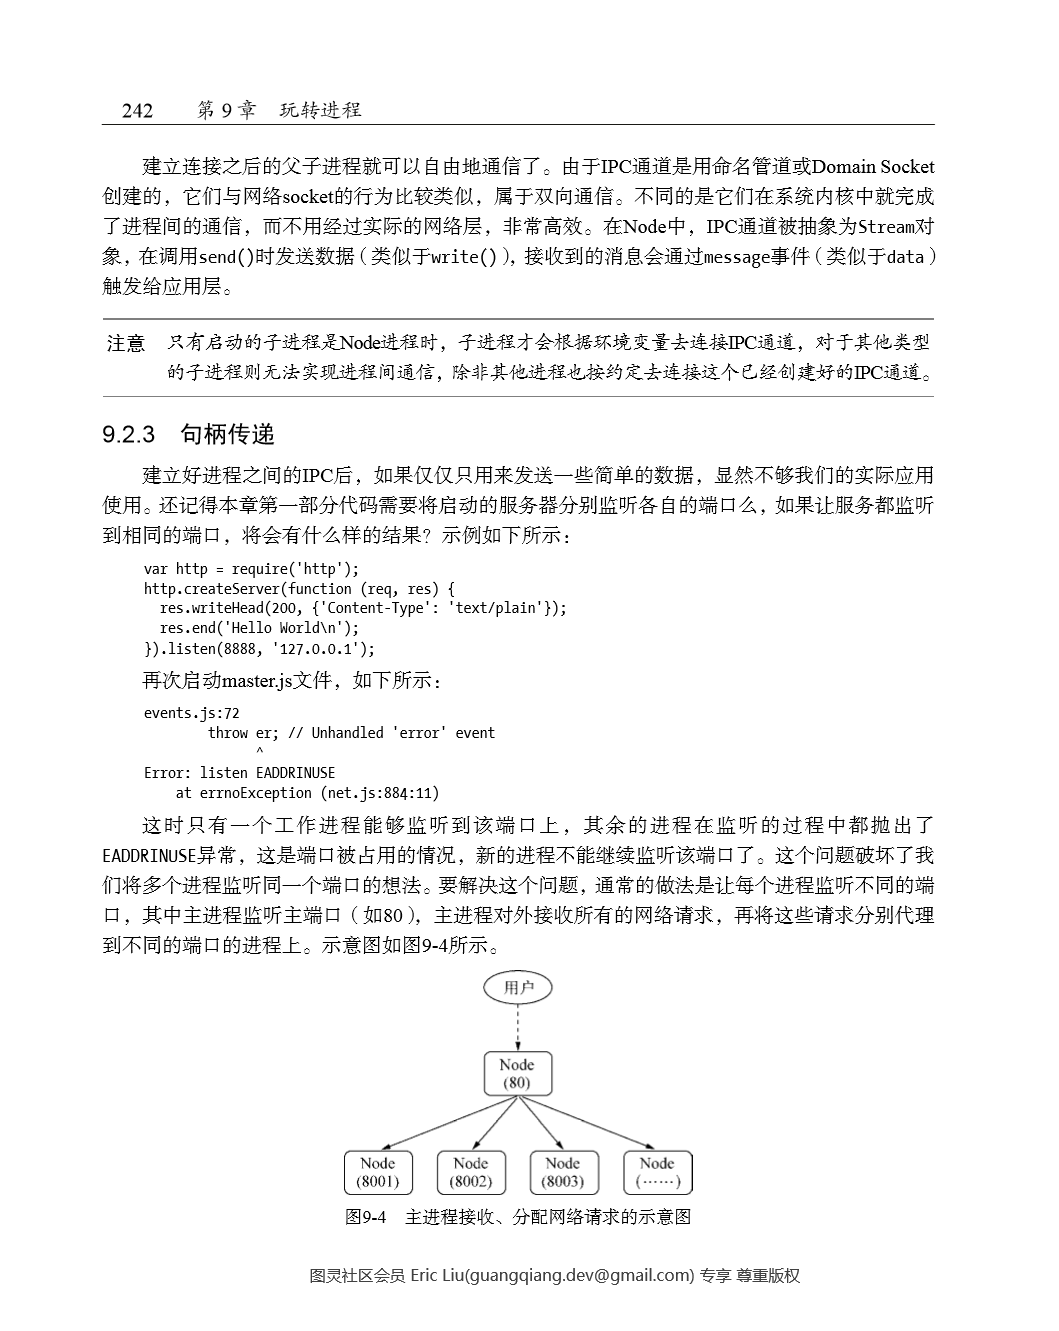 242 第 9 章 玩转进程
建立连接之后的父子进程就可以自由地通信了。由于IPC通道是用命名管道或Domain Socket
创建的，它们与网络socket的行为比较类似，属于双向通信。不同的是它们在系统内核中就完成
了进程间的通信，而不用经过实际的网络层，非常高效。在Node中，IPC通道被抽象为Stream对
象，在调用send()时发送数据（类似于write()），接收到的消息会通过message事件（类似于data）
触发给应用层。
注意 只有启动的子进程是Node进程时，子进程才会根据环境变量去连接IPC通道，对于其他类型
的子进程则无法实现进程间通信，除非其他进程也按约定去连接这个已经创建好的IPC通道。
9.2.3 句柄传递
建立好进程之间的IPC后，如果仅仅只用来发送一些简单的数据，显然不够我们的实际应用
使用。还记得本章第一部分代码需要将启动的服务器分别监听各自的端口么，如果让服务都监听
到相同的端口，将会有什么样的结果？示例如下所示：
var http = require('http');
http.createServer(function (req, res) {
  res.writeHead(200, {'Content-Type': 'text/plain'});
  res.end('Hello World\n');
}).listen(8888, '127.0.0.1');
再次启动master.js文件，如下所示：
events.js:72
        throw er; // Unhandled 'error' event
              ^
Error: listen EADDRINUSE
    at errnoException (net.js:884:11)
这时只有一个工作进程能够监听到该端口上，其余的进程在监听的过程中都抛出了
EADDRINUSE异常，这是端口被占用的情况，新的进程不能继续监听该端口了。这个问题破坏了我
们将多个进程监听同一个端口的想法。要解决这个问题，通常的做法是让每个进程监听不同的端
口，其中主进程监听主端口（如80），主进程对外接收所有的网络请求，再将这些请求分别代理
到不同的端口的进程上。示意图如图9-4所示。
用户
Node
(80)
Node
(8001)
Node
(8002)
Node
(8003)
Node
(……)
图9-4 主进程接收、分配网络请求的示意图
图灵社区会员 Eric Liu(guangqiang.dev@gmail.com) 专享 尊重版权